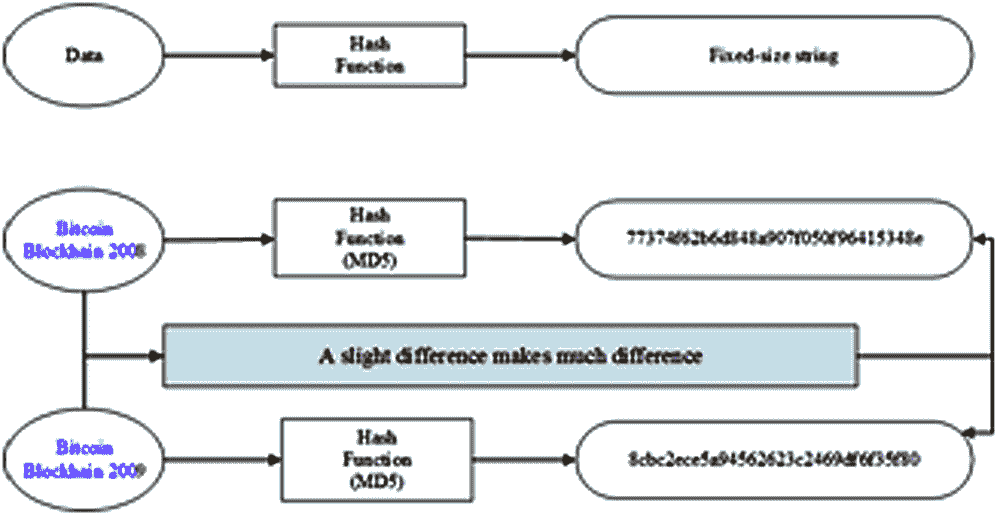 Data
Hash
Function
Fixed-size string
Bitcoin
Blockhain 2008
Hash
Function
(MD5)
77374f62b6d848a907f050f96415348e
A slight difference makes much difference
Bitcoin
Blockhain 2009
Hash
Function
(MD5)
8cbc2ece5a94562623c2469df6f35f80